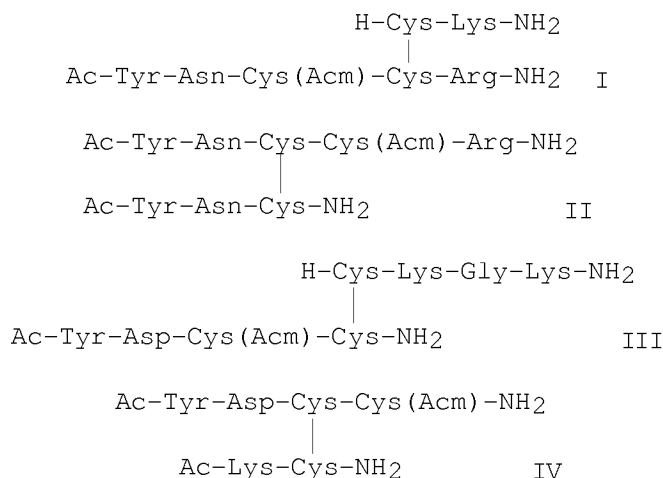 H-Cys-Lys-NH2
Ac-Tyr-Asn-Cys(Acm)-Cys-Arg-NH2 I
Ac-Tyr-Asn-Cys-Cys(Acm)-Arg-NH2
Ac-Tyr-Asn-Cys-NH2 II
H-Cys-Lys-Gly-Lys-NH2
Ac-Tyr-Asp-Cys(Acm)-Cys-NH2 III
Ac-Tyr-Asp-Cys-Cys(Acm)-NH2
Ac-Lys-Cys-NH2 IV